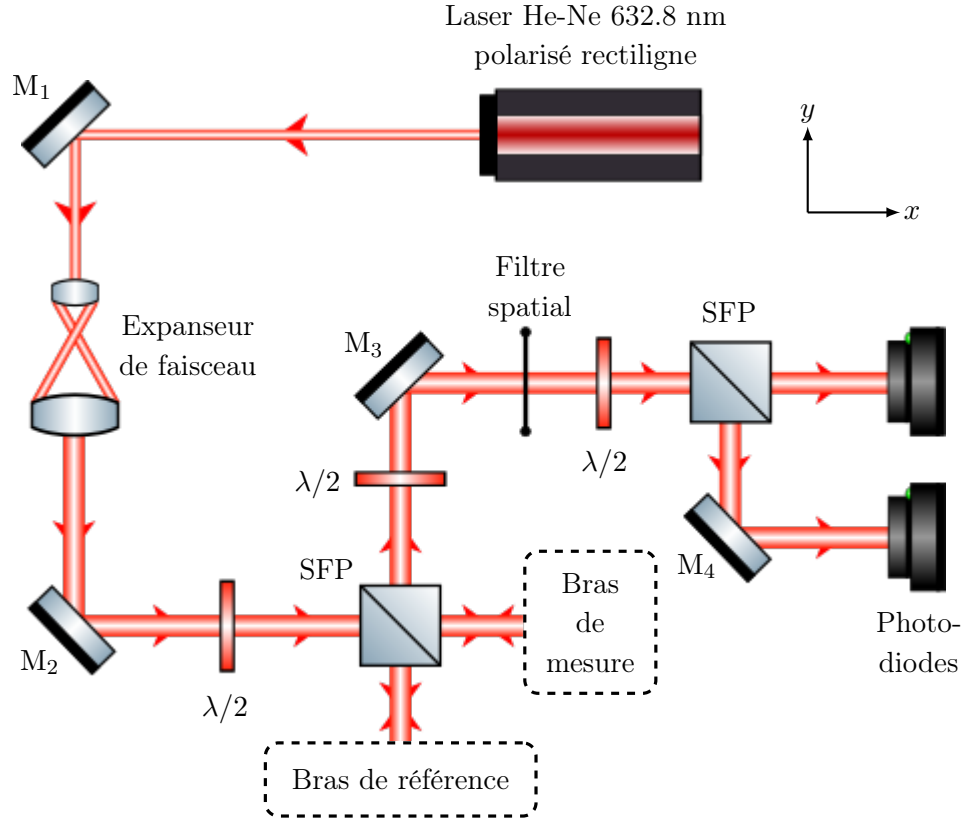 Laser He-Ne 632.8 nm
polarisé rectiligne
M₁
y
x
Filtre
spatial
SFP
Expanseur
de faisceau
M₃
λ/2
λ/2
SFP
M₄
Bras
de
mesure
Photo-
diodes
M₂
λ/2
Bras de référence